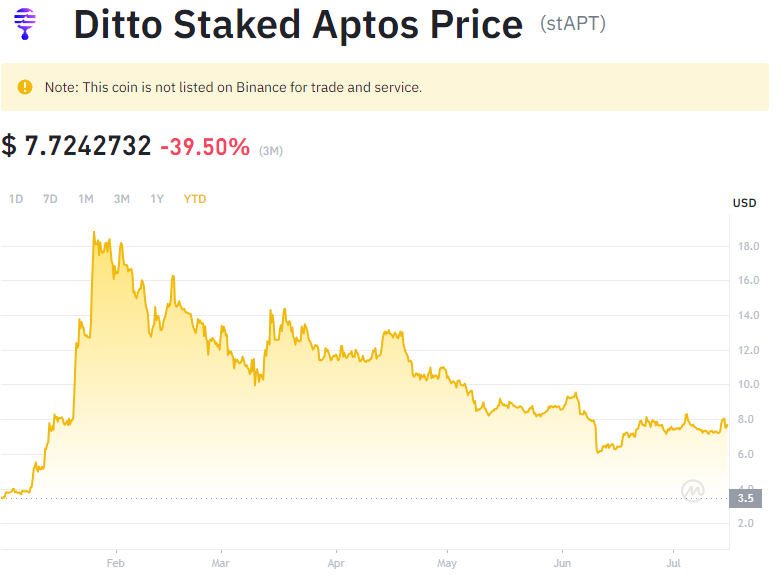 Ditto Staked Aptos Price (stAPT)
Note: This coin is not listed on Binance for trade and service.
$ 7.7242732 -39.50% (3M)
1D 7D 1M 3M 1Y YTD
USD
18.0
16.0
14.0
12.0
10.0
8.0
6.0
4.0
3.5
2.0
Feb Mar Apr May Jun Jul